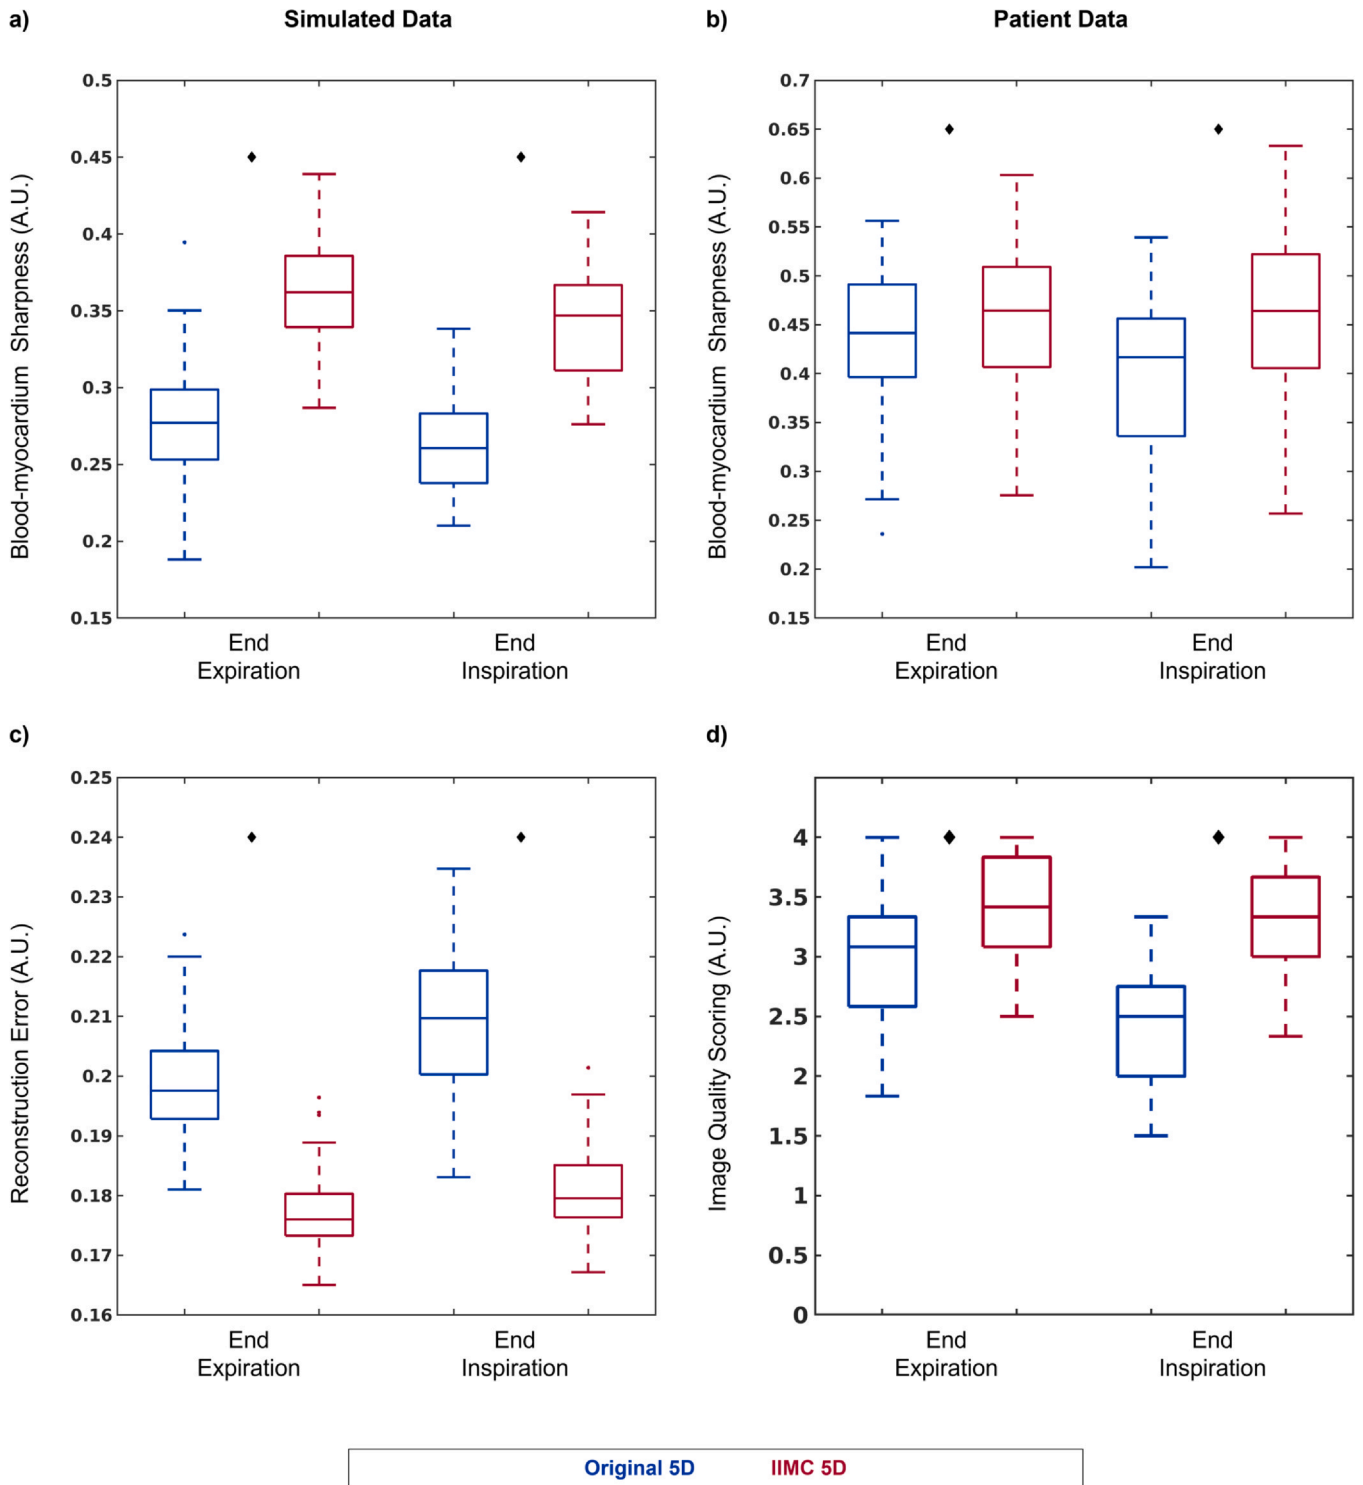 a) Simulated Data
b) Patient Data
Blood-myocardium Sharpness (A.U.)
0.5
0.45
0.4
0.35
0.3
0.25
0.2
0.15
End Expiration
End Inspiration
Blood-myocardium Sharpness (A.U.)
0.7
0.65
0.6
0.55
0.5
0.45
0.4
0.35
0.3
0.25
0.2
0.15
End Expiration
End Inspiration
c)
Reconstruction Error (A.U.)
0.25
0.24
0.23
0.22
0.21
0.2
0.19
0.18
0.17
0.16
End Expiration
End Inspiration
d)
Image Quality Scoring (A.U.)
4
3.5
3
2.5
2
1.5
1
0.5
0
End Expiration
End Inspiration
Original 5D IIMC 5D